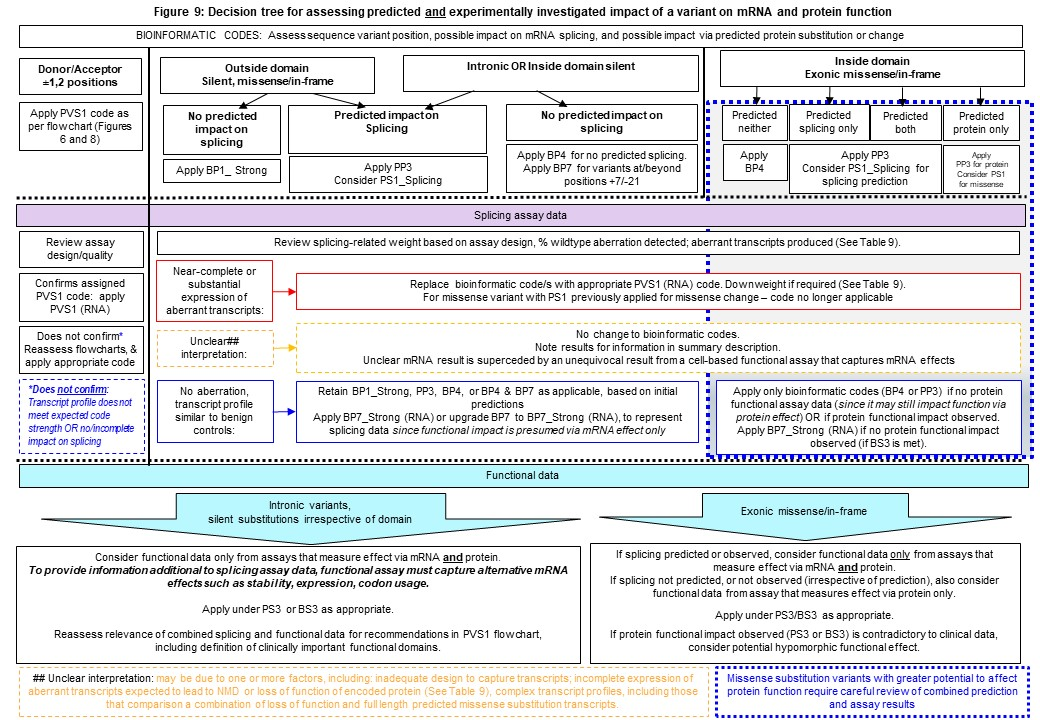 Figure 9: Decision tree for assessing predicted and experimentally investigated impact of a variant on mRNA and protein function
BIOINFORMATIC CODES: Assess sequence variant position, possible impact on mRNA splicing, and possible impact via predicted protein substitution or change
Donor/Acceptor
±1,2 positions
Apply PVS1 code as
per flowchart (Figures
6 and 8)
Outside domain
Silent, missense/in-frame
Intronic OR Inside domain silent
Inside domain
Exonic missense/in-frame
No predicted
impact on
splicing
Apply BP1_ Strong
Predicted impact on
Splicing
Apply PP3
Consider PS1_Splicing
No predicted impact on
splicing
Apply BP4 for no predicted splicing.
Apply BP7 for variants at/beyond
positions +7/-21
Predicted
neither
Apply
BP4
Predicted
splicing only
Predicted
both
Apply PP3
Consider PS1_Splicing for
splicing prediction
Predicted
protein only
Apply
PP3 for protein
Consider PS1
for missense
Splicing assay data
Review assay
design/quality
Review splicing-related weight based on assay design, % wildtype aberration detected; aberrant transcripts produced (See Table 9).
Confirms assigned
PVS1 code: apply
PVS1 (RNA)
Near-complete or
substantial
expression of
aberrant transcripts:
Replace bioinformatic code/s with appropriate PVS1 (RNA) code. Downweight if required (See Table 9).
For missense variant with PS1 previously applied for missense change – code no longer applicable
Does not confirm*
Reassess flowcharts, &
apply appropriate code
Unclear##
interpretation:
No change to bioinformatic codes.
Note results for information in summary description.
Unclear mRNA result is superceded by an unequivocal result from a cell-based functional assay that captures mRNA effects
*Does not confirm:
Transcript profile does not
meet expected code
strength OR no/incomplete
impact on splicing
No aberration,
transcript profile
similar to benign
controls:
Retain BP1_Strong, PP3, BP4, or BP4 & BP7 as applicable, based on initial
predictions
Apply BP7_Strong (RNA) or upgrade BP7 to BP7_Strong (RNA), to represent
splicing data since functional impact is presumed via mRNA effect only
Apply only bioinformatic codes (BP4 or PP3) if no protein
functional assay data (since it may still impact function via
protein effect) OR if protein functional impact observed.
Apply BP7_Strong (RNA) if no protein functional impact
observed (if BS3 is met).
Functional data
Intronic variants,
silent substitutions irrespective of domain
Exonic missense/in-frame
Consider functional data only from assays that measure effect via mRNA and protein.
To provide information additional to splicing assay data, functional assay must capture alternative mRNA
effects such as stability, expression, codon usage.
Apply under PS3 or BS3 as appropriate.
Reassess relevance of combined splicing and functional data for recommendations in PVS1 flowchart,
including definition of clinically important functional domains.
If splicing predicted or observed, consider functional data only from assays that
measure effect via mRNA and protein.
If splicing not predicted, or not observed (irrespective of prediction), also consider
functional data from assay that measures effect via protein only.
Apply under PS3/BS3 as appropriate.
If protein functional impact observed (PS3 or BS3) is contradictory to clinical data,
consider potential hypomorphic functional effect.
## Unclear interpretation: may be due to one or more factors, including: inadequate design to capture transcripts; incomplete expression of
aberrant transcripts expected to lead to NMD or loss of function of encoded protein (See Table 9), complex transcript profiles, including those
that comparison a combination of loss of function and full length predicted missense substitution transcripts.
Missense substitution variants with greater potential to affect
protein function require careful review of combined prediction
and assay results